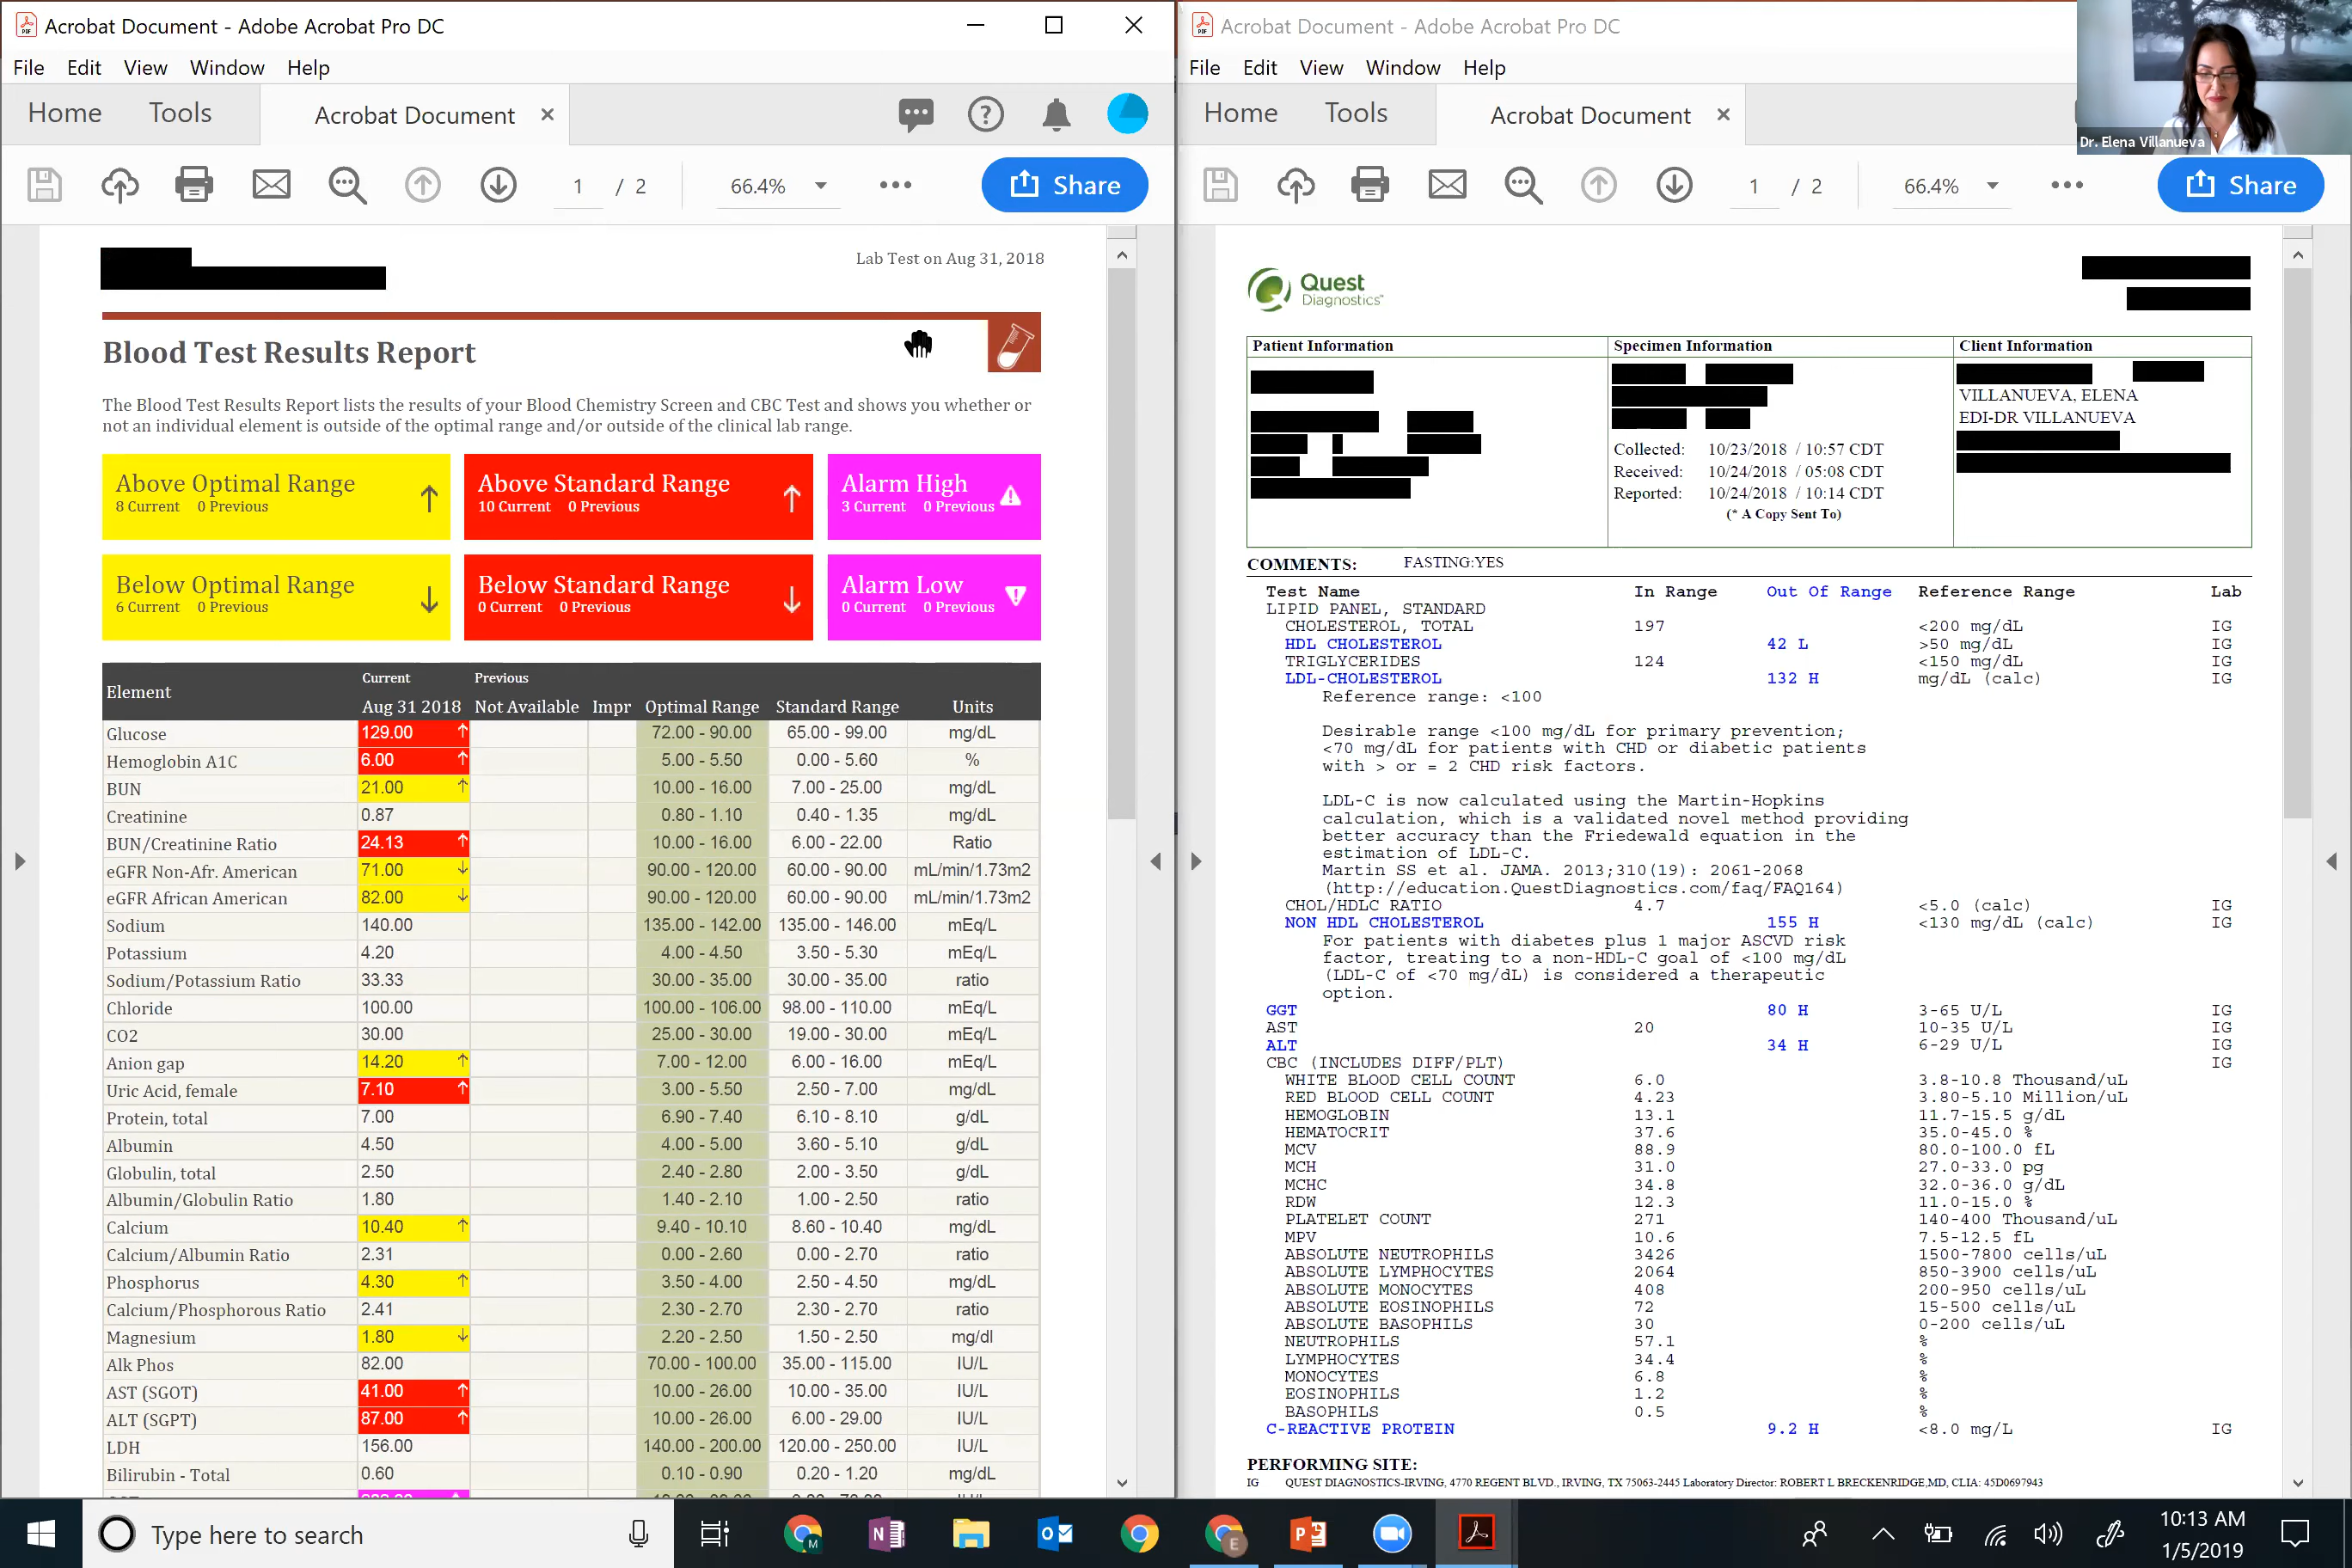 Acrobat Document - Adobe Acrobat Pro DC
File Edit View Window Help
Home Tools Acrobat Document
1 / 2 66.4% Share
Lab Test on Aug 31, 2018
Blood Test Results Report
The Blood Test Results Report lists the results of your Blood Chemistry Screen and CBC Test and shows you whether or
not an individual element is outside of the optimal range and/or outside of the clinical lab range.
Above Optimal Range
8 Current 0 Previous
Above Standard Range
10 Current 0 Previous
Alarm High
3 Current 0 Previous
Below Optimal Range
6 Current 0 Previous
Below Standard Range
0 Current 0 Previous
Alarm Low
0 Current 0 Previous
Current Previous
Element Aug 31 2018 Not Available Impr Optimal Range Standard Range Units
Glucose 129.00 72.00 - 90.00 65.00 - 99.00 mg/dL
Hemoglobin A1C 6.00 5.00 - 5.50 0.00 - 5.60 %
BUN 21.00 10.00 - 16.00 7.00 - 25.00 mg/dL
Creatinine 0.87 0.80 - 1.10 0.40 - 1.35 mg/dL
BUN/Creatinine Ratio 24.13 10.00 - 16.00 6.00 - 22.00 Ratio
eGFR Non-Afr. American 71.00 90.00 - 120.00 60.00 - 90.00 mL/min/1.73m2
eGFR African American 82.00 90.00 - 120.00 60.00 - 90.00 mL/min/1.73m2
Sodium 140.00 135.00 - 142.00 135.00 - 146.00 mEq/L
Potassium 4.20 4.00 - 4.50 3.50 - 5.30 mEq/L
Sodium/Potassium Ratio 33.33 30.00 - 35.00 30.00 - 35.00 ratio
Chloride 100.00 100.00 - 106.00 98.00 - 110.00 mEq/L
CO2 30.00 25.00 - 30.00 19.00 - 30.00 mEq/L
Anion gap 14.20 7.00 - 12.00 6.00 - 16.00 mEq/L
Uric Acid, female 7.10 3.00 - 5.50 2.50 - 7.00 mg/dL
Protein, total 7.00 6.90 - 7.40 6.10 - 8.10 g/dL
Albumin 4.50 4.00 - 5.00 3.60 - 5.10 g/dL
Globulin, total 2.50 2.40 - 2.80 2.00 - 3.50 g/dL
Albumin/Globulin Ratio 1.80 1.40 - 2.10 1.00 - 2.50 ratio
Calcium 10.40 9.40 - 10.10 8.60 - 10.40 mg/dL
Calcium/Albumin Ratio 2.31 0.00 - 2.60 0.00 - 2.70 ratio
Phosphorus 4.30 3.50 - 4.00 2.50 - 4.50 mg/dL
Calcium/Phosphorous Ratio 2.41 2.30 - 2.70 2.30 - 2.70 ratio
Magnesium 1.80 2.20 - 2.50 1.50 - 2.50 mg/dl
Alk Phos 82.00 70.00 - 100.00 35.00 - 115.00 IU/L
AST (SGOT) 41.00 10.00 - 26.00 10.00 - 35.00 IU/L
ALT (SGPT) 87.00 10.00 - 26.00 6.00 - 29.00 IU/L
LDH 156.00 140.00 - 200.00 120.00 - 250.00 IU/L
Bilirubin - Total 0.60 0.10 - 0.90 0.20 - 1.20 mg/dL
Acrobat Document - Adobe Acrobat Pro DC
File Edit View Window Help
Home Tools Acrobat Document
Dr. Elena Villanueva
1 / 2 66.4% Share
Quest
Diagnostics™
Patient Information Specimen Information Client Information
VILLANUEVA, ELENA
EDI-DR VILLANUEVA
Collected: 10/23/2018 / 10:57 CDT
Received: 10/24/2018 / 05:08 CDT
Reported: 10/24/2018 / 10:14 CDT
(* A Copy Sent To)
COMMENTS: FASTING:YES
Test Name In Range Out Of Range Reference Range Lab
LIPID PANEL, STANDARD
CHOLESTEROL, TOTAL 197 <200 mg/dL IG
HDL CHOLESTEROL 42 L >50 mg/dL IG
TRIGLYCERIDES 124 <150 mg/dL IG
LDL-CHOLESTEROL 132 H mg/dL (calc) IG
Reference range: <100
Desirable range <100 mg/dL for primary prevention;
<70 mg/dL for patients with CHD or diabetic patients
with > or = 2 CHD risk factors.
LDL-C is now calculated using the Martin-Hopkins
calculation, which is a validated novel method providing
better accuracy than the Friedewald equation in the
estimation of LDL-C.
Martin SS et al. JAMA. 2013;310(19): 2061-2068
(http://education.QuestDiagnostics.com/faq/FAQ164)
CHOL/HDLC RATIO 4.7 <5.0 (calc) IG
NON HDL CHOLESTEROL 155 H <130 mg/dL (calc) IG
For patients with diabetes plus 1 major ASCVD risk
factor, treating to a non-HDL-C goal of <100 mg/dL
(LDL-C of <70 mg/dL) is considered a therapeutic
option.
GGT 80 H 3-65 U/L IG
AST 20 10-35 U/L IG
ALT 34 H 6-29 U/L IG
CBC (INCLUDES DIFF/PLT) IG
WHITE BLOOD CELL COUNT 6.0 3.8-10.8 Thousand/uL
RED BLOOD CELL COUNT 4.23 3.80-5.10 Million/uL
HEMOGLOBIN 13.1 11.7-15.5 g/dL
HEMATOCRIT 37.6 35.0-45.0 %
MCV 88.9 80.0-100.0 fL
MCH 31.0 27.0-33.0 pg
MCHC 34.8 32.0-36.0 g/dL
RDW 12.3 11.0-15.0 %
PLATELET COUNT 271 140-400 Thousand/uL
MPV 10.6 7.5-12.5 fL
ABSOLUTE NEUTROPHILS 3426 1500-7800 cells/uL
ABSOLUTE LYMPHOCYTES 2064 850-3900 cells/uL
ABSOLUTE MONOCYTES 408 200-950 cells/uL
ABSOLUTE EOSINOPHILS 72 15-500 cells/uL
ABSOLUTE BASOPHILS 30 0-200 cells/uL
NEUTROPHILS 57.1 %
LYMPHOCYTES 34.4 %
MONOCYTES 6.8 %
EOSINOPHILS 1.2 %
BASOPHILS 0.5 %
C-REACTIVE PROTEIN 9.2 H <8.0 mg/L IG
PERFORMING SITE:
IG QUEST DIAGNOSTICS-IRVING, 4770 REGENT BLVD., IRVING, TX 75063-2445 Laboratory Director: ROBERT L BRECKENRIDGE,MD, CLIA: 45D0697943
Type here to search
10:13 AM
1/5/2019